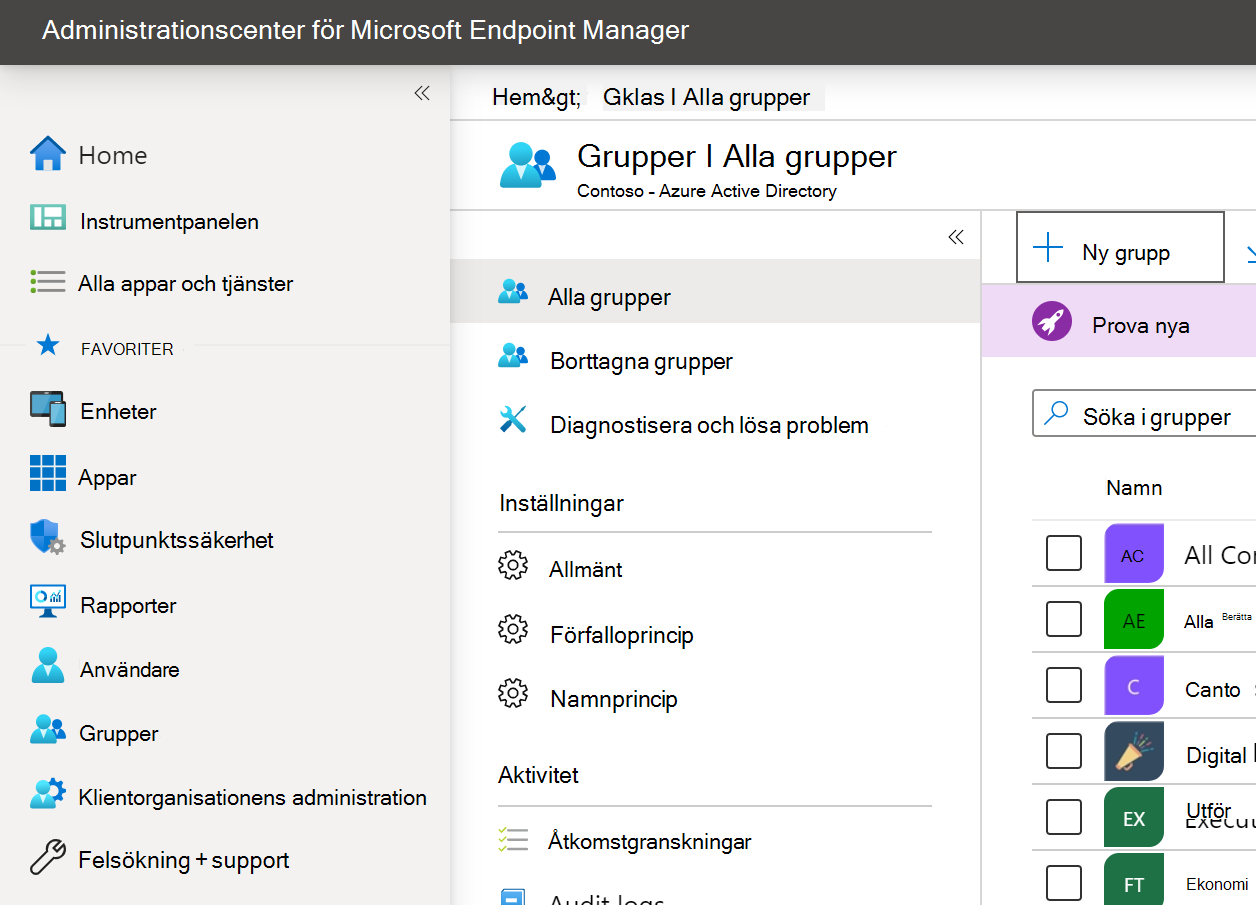 Administrationscenter för Microsoft Endpoint Manager
Home
Instrumentpanelen
Alla appar och tjänster
FAVORITER
Enheter
Appar
Slutpunktssäkerhet
Rapporter
Användare
Grupper
Klientorganisationens administration
Felsökning + support
Hem&gt; Gklas I Alla grupper
Grupper I Alla grupper
Contoso - Azure Active Directory
Alla grupper
Borttagna grupper
Diagnostisera och lösa problem
Inställningar
Allmänt
Förfalloprincip
Namnprincip
Aktivitet
Åtkomstgranskningar
Audit logs
Ny grupp
Prova nya
Söka i grupper
Namn
AC All Con
AE Alla Berätta
C Canto
Digital
EX Utför
FT Ekonomi